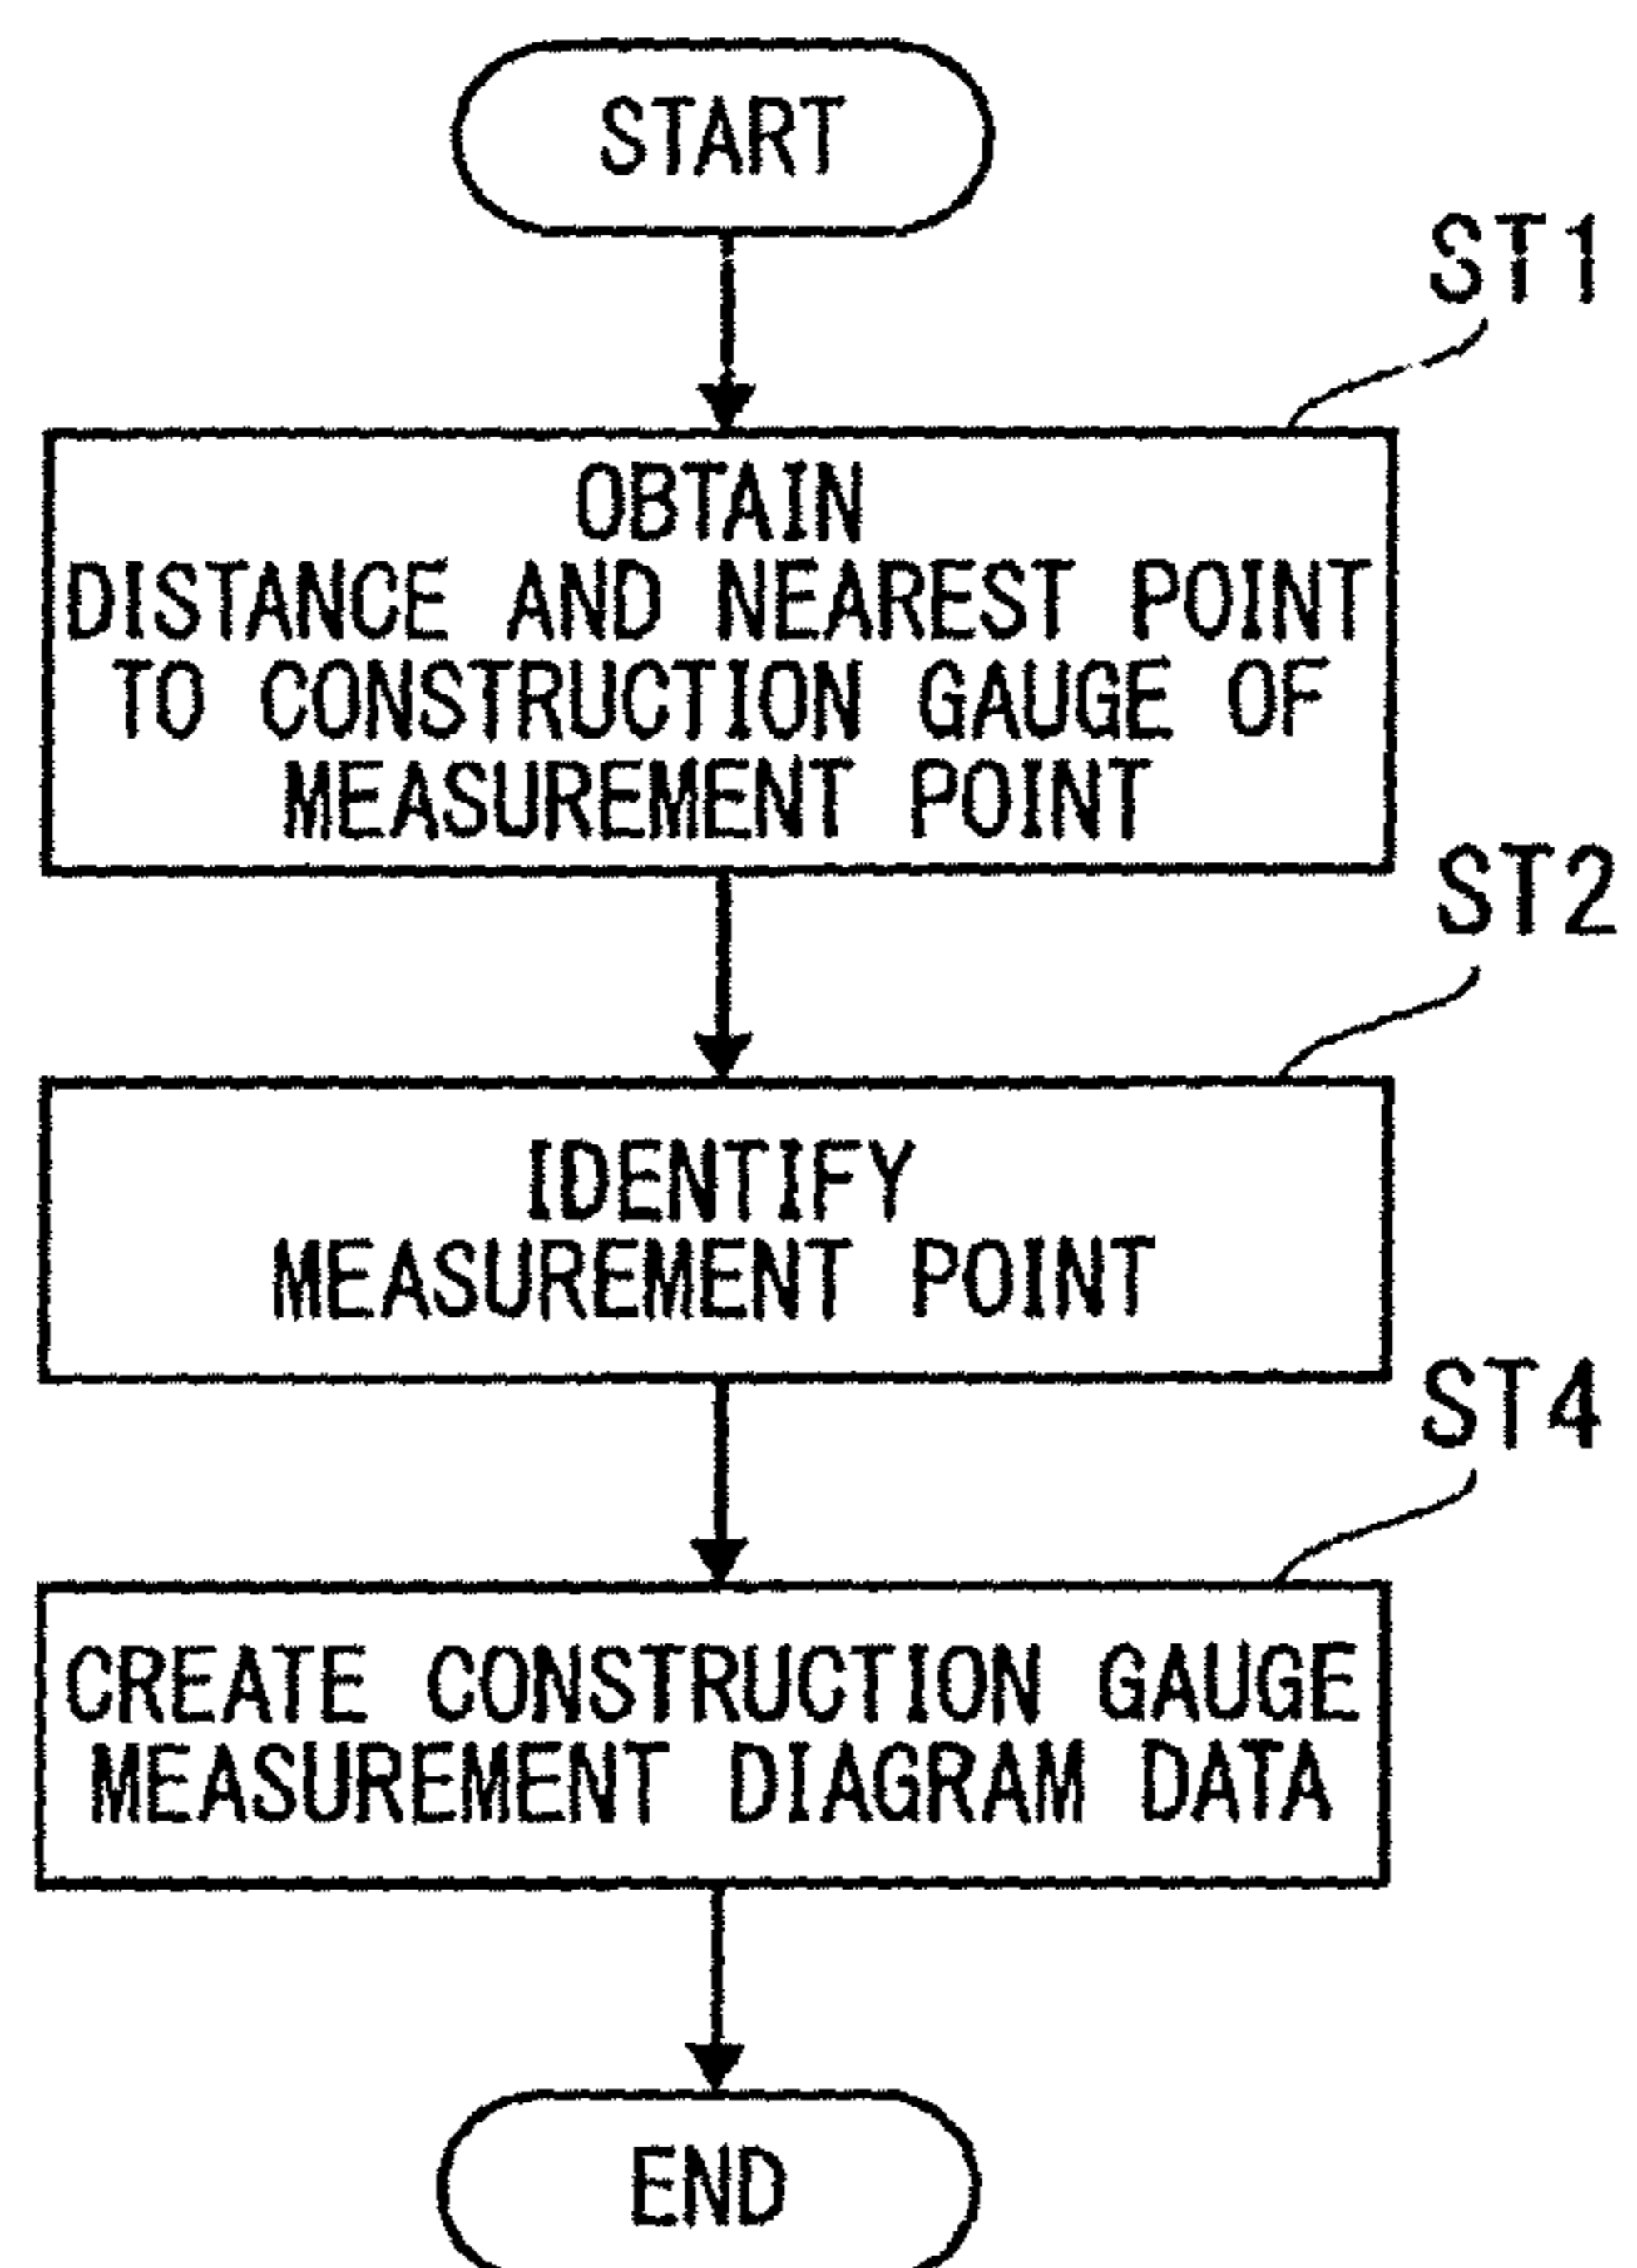 START
ST1
OBTAIN
DISTANCE AND NEAREST POINT
TO CONSTRUCTION GAUGE OF
MEASUREMENT POINT
ST2
IDENTIFY
MEASUREMENT POINT
ST4
CREATE CONSTRUCTION GAUGE
MEASUREMENT DIAGRAM DATA
END